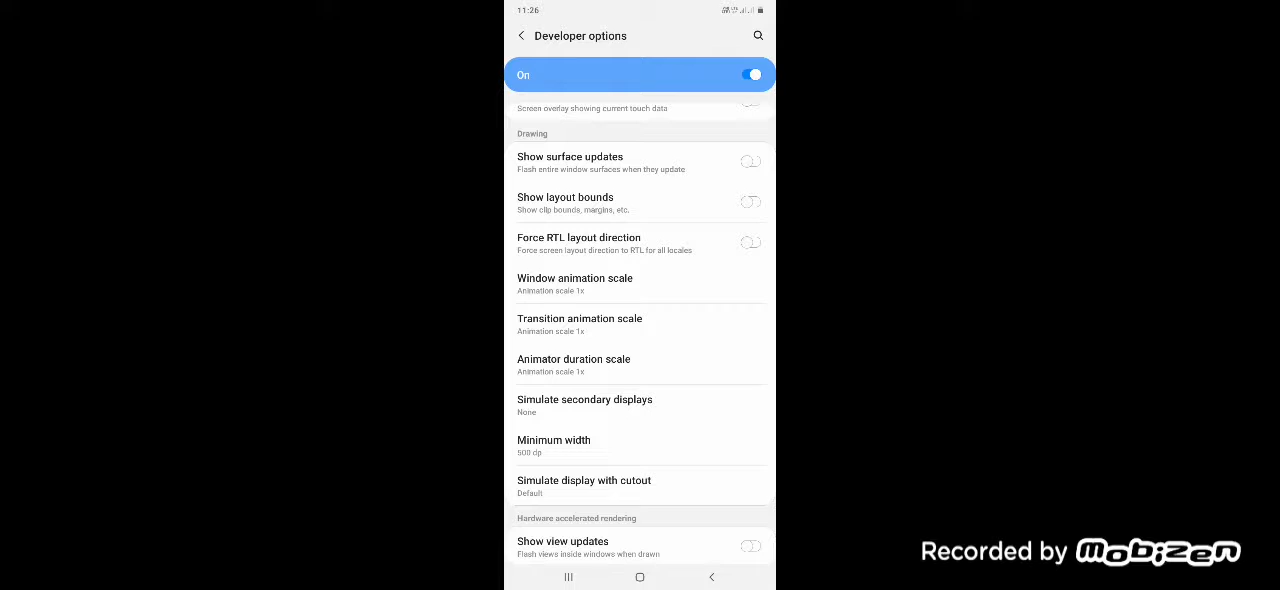 11:26
Developer options
On
Screen overlay showing current touch data
Drawing
Show surface updates
Flash entire window surfaces when they update
Show layout bounds
Show clip bounds, margins, etc.
Force RTL layout direction
Force screen layout direction to RTL for all locales
Window animation scale
Animation scale 1x
Transition animation scale
Animation scale 1x
Animator duration scale
Animation scale 1x
Simulate secondary displays
None
Minimum width
500 dp
Simulate display with cutout
Default
Hardware accelerated rendering
Show view updates
Flash views inside windows when drawn
Recorded by mobizen